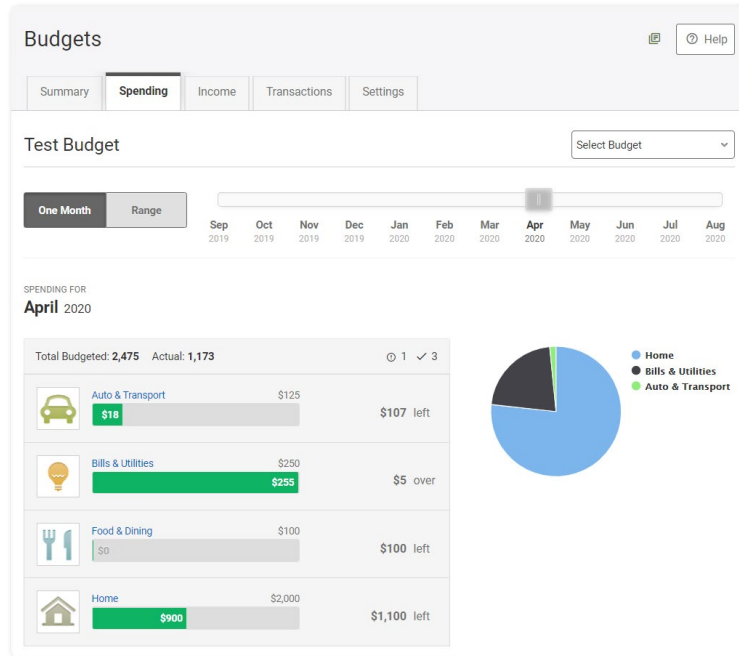 Budgets
Help
Summary Spending Income Transactions Settings
Test Budget
Select Budget
One Month Range
Sep Oct Nov Dec Jan Feb Mar Apr May Jun Jul Aug
2019 2019 2019 2019 2020 2020 2020 2020 2020 2020 2020 2020
SPENDING FOR
April 2020
Total Budgeted: 2,475 Actual: 1,173 1 3
Auto & Transport $125
$18
$107 left
Bills & Utilities $250
$255
$5 over
Food & Dining $100
$0
$100 left
Home $2,000
$900
$1,100 left
Home
Bills & Utilities
Auto & Transport